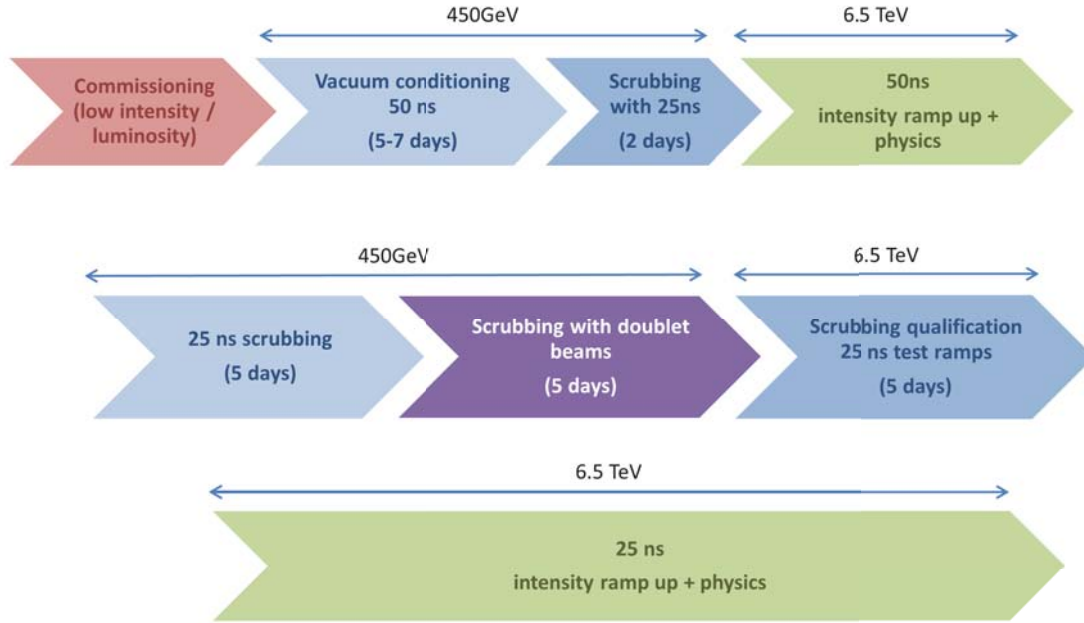 450GeV
6.5 TeV
Commissioning
(low intensity /
luminosity)
Vacuum conditioning
50 ns
(5-7 days)
Scrubbing
with 25ns
(2 days)
50ns
intensity ramp up +
physics
450GeV
6.5 TeV
25 ns scrubbing
(5 days)
Scrubbing with doublet
beams
(5 days)
Scrubbing qualification
25 ns test ramps
(5 days)
6.5 TeV
25 ns
intensity ramp up + physics